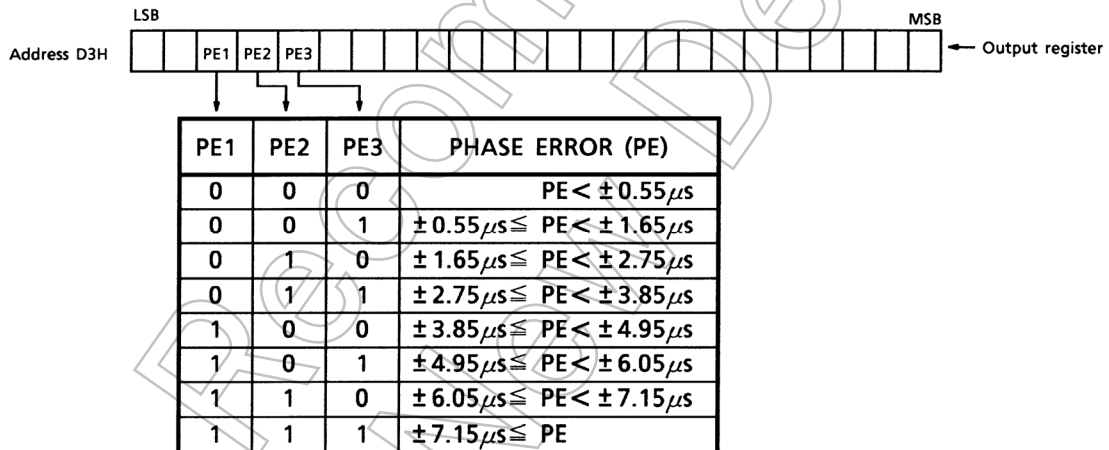 LSB MSB
Address D3H PE1 PE2 PE3 Output register
PE1 PE2 PE3 PHASE ERROR (PE)
0 0 0 PE < ±0.55μs
0 0 1 ±0.55μs ≦ PE < ±1.65μs
0 1 0 ±1.65μs ≦ PE < ±2.75μs
0 1 1 ±2.75μs ≦ PE < ±3.85μs
1 0 0 ±3.85μs ≦ PE < ±4.95μs
1 0 1 ±4.95μs ≦ PE < ±6.05μs
1 1 0 ±6.05μs ≦ PE < ±7.15μs
1 1 1 ±7.15μs ≦ PE